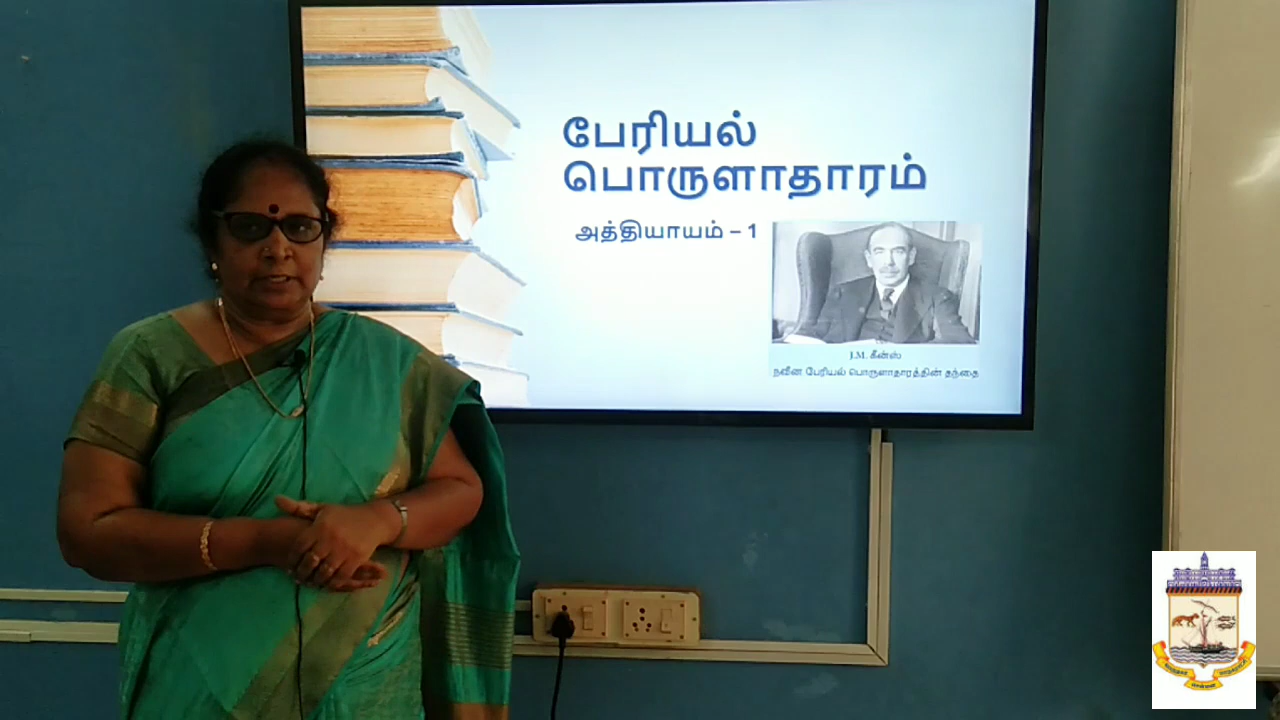 பேரியல்
பொருளாதாரம்
அத்தியாயம் – 1
J.M. கீன்ஸ்
நவீன பேரியல் பொருளாதாரத்தின் தந்தை